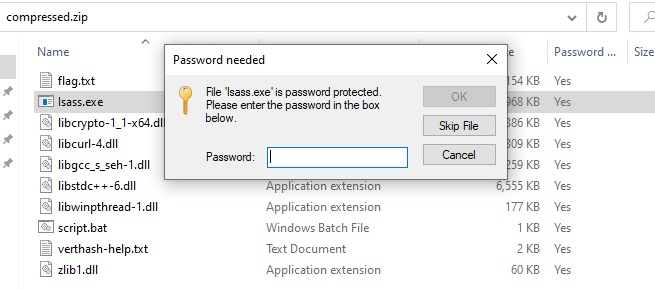 compressed.zip
Name
Password ...
Size
flag.txt
154 KB Yes
lsass.exe
968 KB Yes
libcrypto-1_1-x64.dll
886 KB Yes
libcurl-4.dll
Yes
libgcc_s_seh-1.dll
259 KB Yes
libstdc++-6.dll Application extension 6,555 KB Yes
libwinpthread-1.dll Application extension 177 KB Yes
script.bat Windows Batch File 1 KB Yes
verthash-help.txt Text Document 2 KB Yes
zlib1.dll Application extension 60 KB Yes
Password needed
File 'lsass.exe' is password protected.
Please enter the password in the box
below.
Password:
OK
Skip File
Cancel